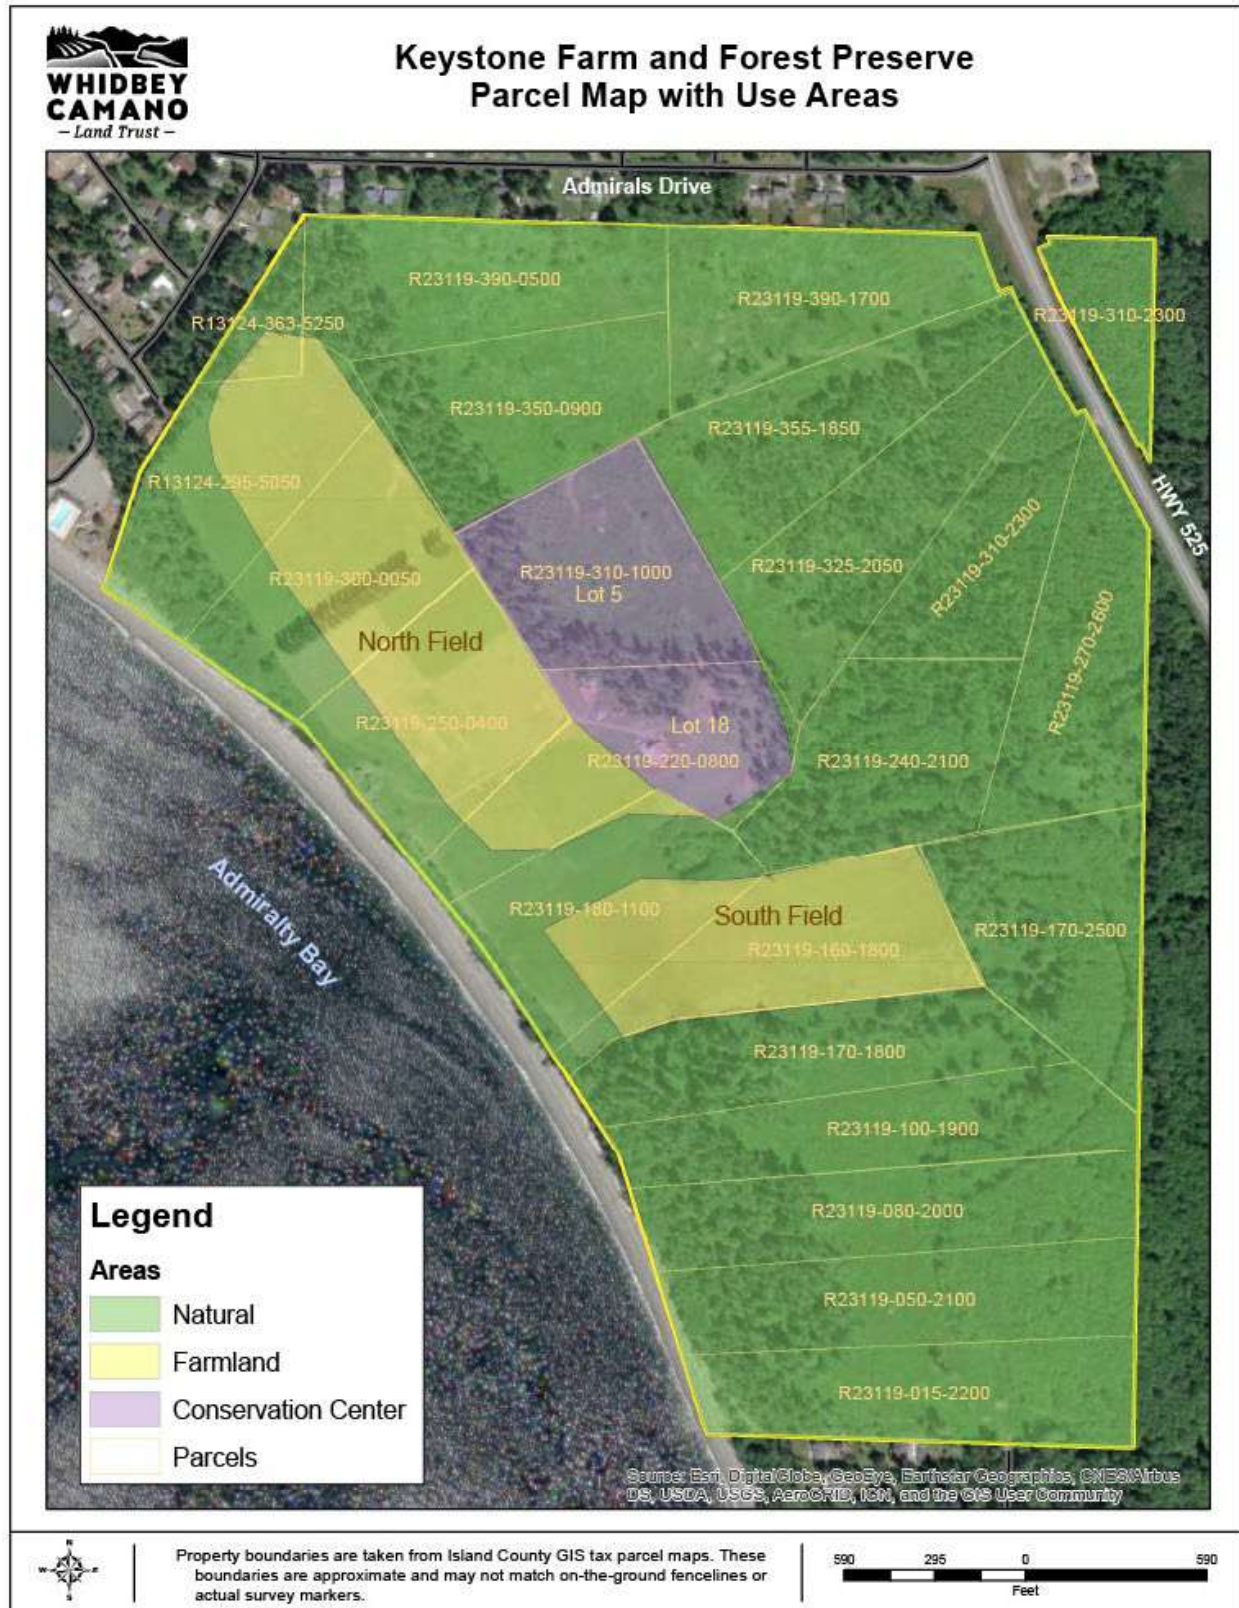 WHIDBEY
CAMANO
– Land Trust –
Keystone Farm and Forest Preserve
Parcel Map with Use Areas
Admirals Drive
R23119-390-0500
R23119-390-1700
R23119-310-2300
R13124-363-5250
R23119-350-0900
R23119-355-1850
R13124-295-5050
HWY 525
R23119-300-0050
R23119-310-1000
Lot 5
R23119-325-2050
R23119-310-2300
R23119-270-2600
North Field
R23119-250-0400
Lot 18
R23119-220-0800
R23119-240-2100
Admiralty Bay
R23119-180-1100
South Field
R23119-160-1800
R23119-170-2500
R23119-170-1800
R23119-100-1900
R23119-080-2000
R23119-050-2100
R23119-015-2200
Legend
Areas
Natural
Farmland
Conservation Center
Parcels
Source: Esri, DigitalGlobe, GeoEye, Earthstar Geographics, CNES/Airbus
DS, USDA, USGS, AeroGRID, IGN, and the GIS User Community
N
W
E
S
Property boundaries are taken from Island County GIS tax parcel maps. These
boundaries are approximate and may not match on-the-ground fencelines or
actual survey markers.
590 295 0 590
Feet